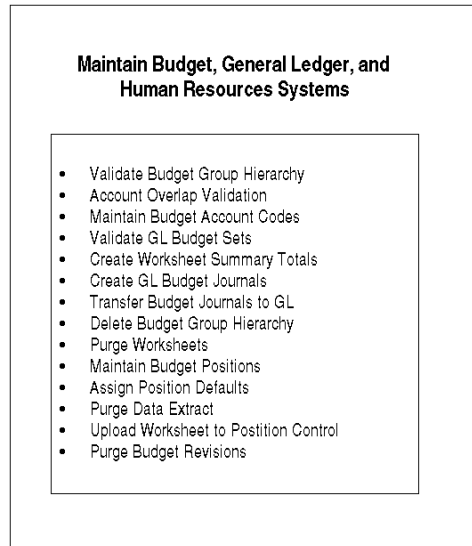 Maintain Budget, General Ledger, and
Human Resources Systems
• Validate Budget Group Hierarchy
• Account Overlap Validation
• Maintain Budget Account Codes
• Validate GL Budget Sets
• Create Worksheet Summary Totals
• Create GL Budget Journals
• Transfer Budget Journals to GL
• Delete Budget Group Hierarchy
• Purge Worksheets
• Maintain Budget Positions
• Assign Position Defaults
• Purge Data Extract
• Upload Worksheet to Postition Control
• Purge Budget Revisions